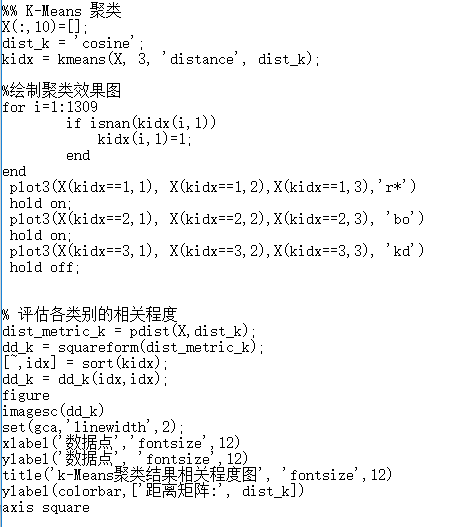 %% K-Means 聚类
X(:,10)=[];
dist_k = 'cosine';
kidx = kmeans(X, 3, 'distance', dist_k);
%绘制聚类效果图
for i=1:1309
if isnan(kidx(i,1))
kidx(i,1)=1;
end
end
plot3(X(kidx==1,1), X(kidx==1,2),X(kidx==1,3),'r*')
hold on;
plot3(X(kidx==2,1), X(kidx==2,2),X(kidx==2,3), 'bo')
hold on;
plot3(X(kidx==3,1), X(kidx==3,2),X(kidx==3,3), 'kd')
hold off;
% 评估各类别的相关程度
dist_metric_k = pdist(X,dist_k);
dd_k = squareform(dist_metric_k);
[~,idx] = sort(kidx);
dd_k = dd_k(idx,idx);
figure
imagesc(dd_k)
set(gca,'linewidth',2);
xlabel('数据点','fontsize',12)
ylabel('数据点', 'fontsize',12)
title('k-Means聚类结果相关程度图', 'fontsize',12)
ylabel(colorbar,['距离矩阵:', dist_k])
axis square